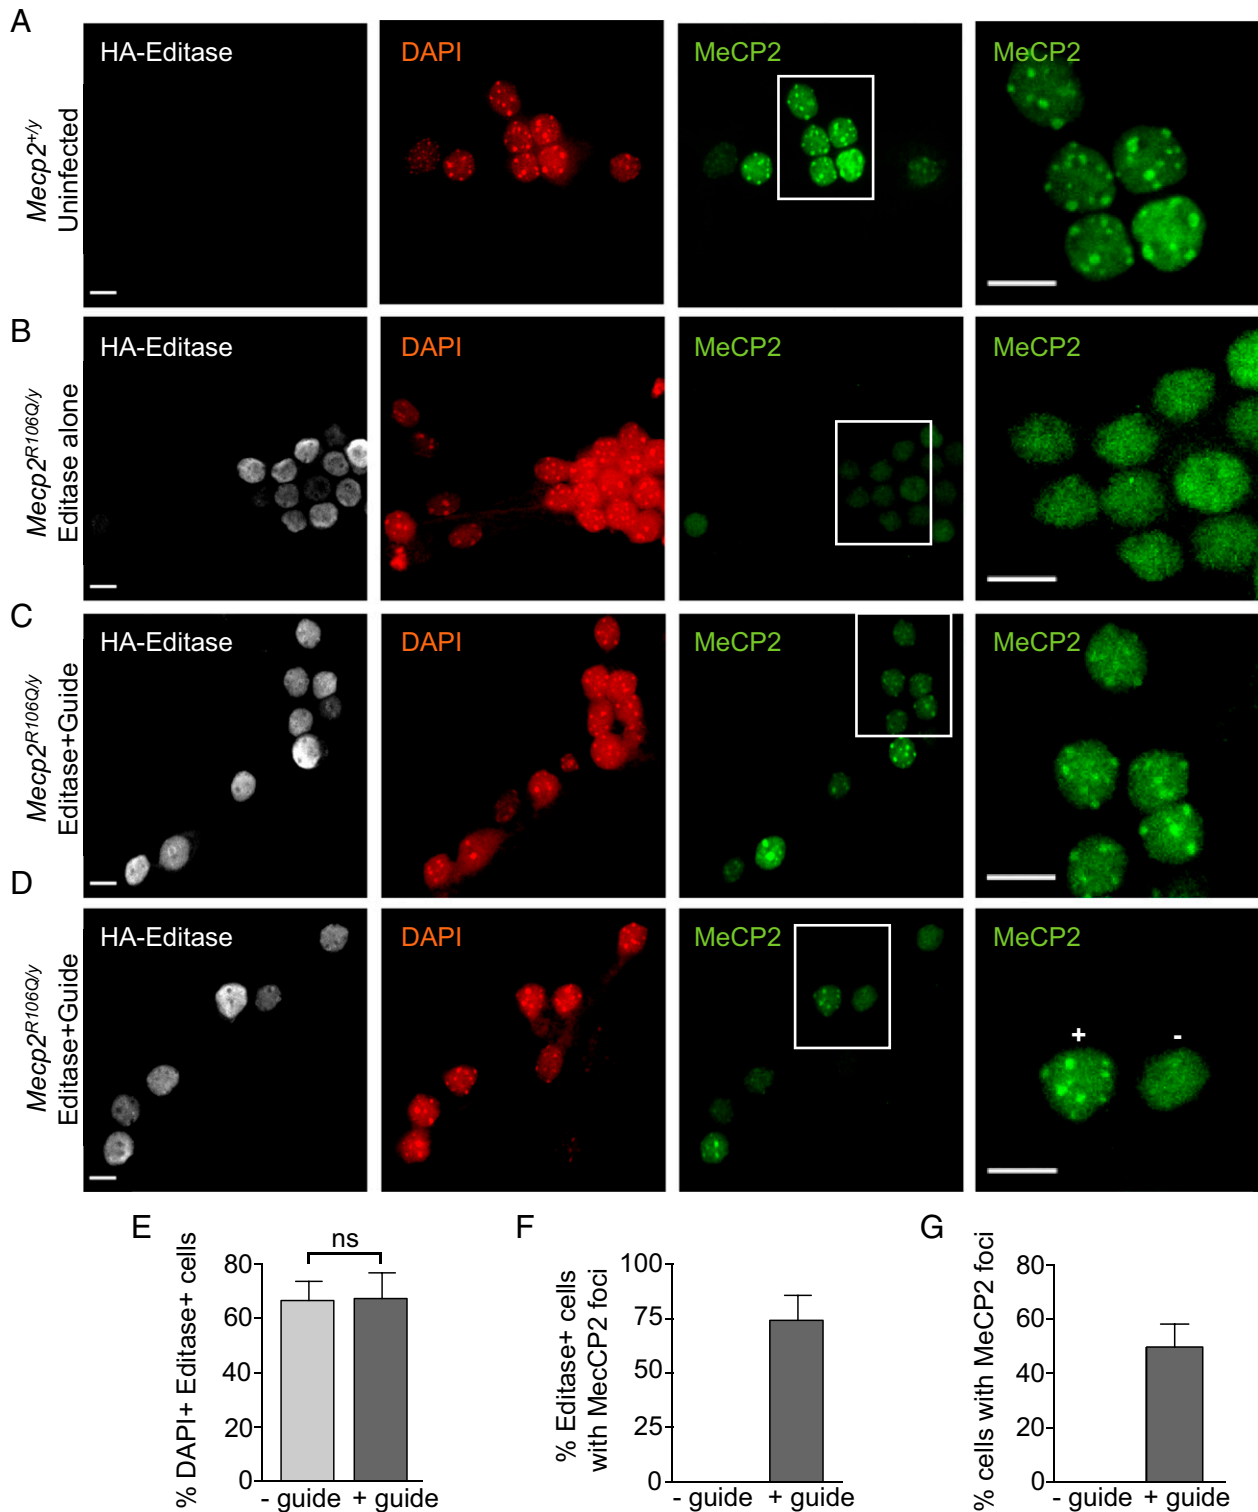 A
Mecp2+/y
Uninfected
HA-Editase
DAPI
MeCP2
MeCP2
B
Mecp2R106Q/y
Editase alone
HA-Editase
DAPI
MeCP2
MeCP2
C
Mecp2R106Q/y
Editase+Guide
HA-Editase
DAPI
MeCP2
MeCP2
D
Mecp2R106Q/y
Editase+Guide
HA-Editase
DAPI
MeCP2
MeCP2
+ -
E
% DAPI+ Editase+ cells
ns
80
60
40
20
0
- guide + guide
F
% Editase+ cells
with MecCP2 foci
100
75
50
25
0
- guide + guide
G
% cells with MeCP2 foci
80
60
40
20
0
- guide + guide